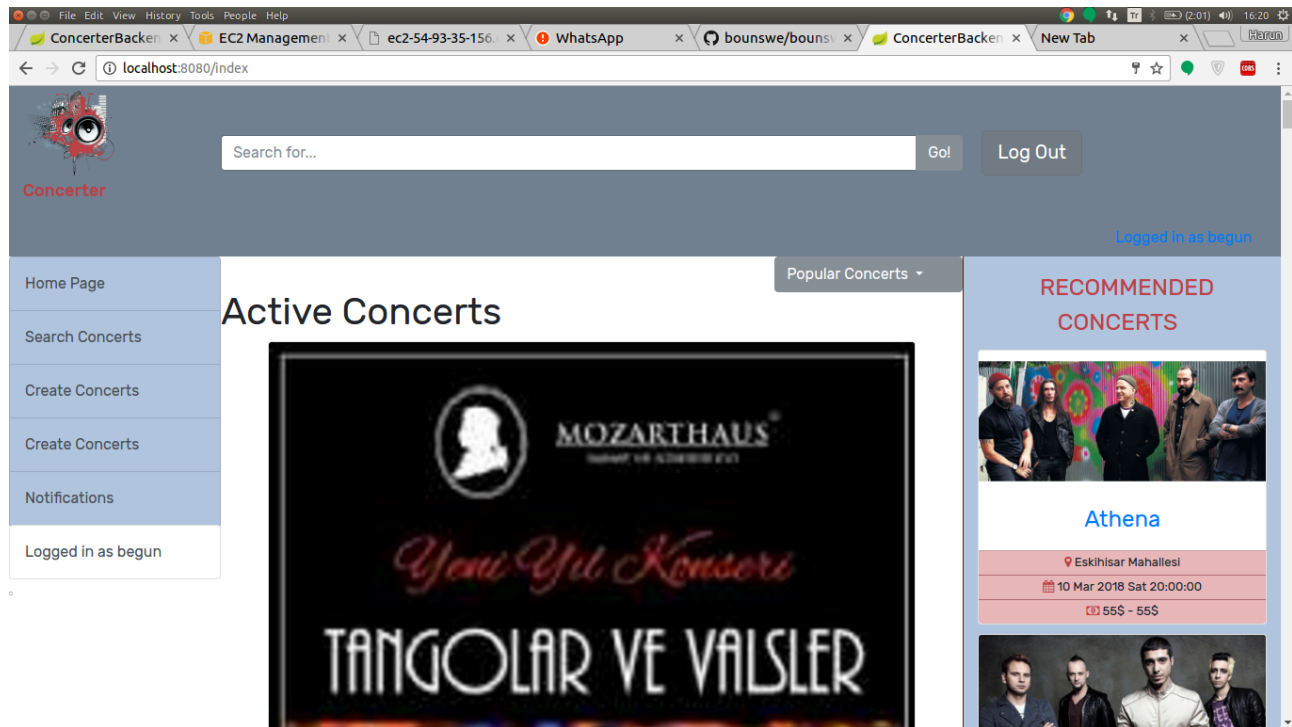 File Edit View History Tools People Help
Tr
(2:01)
16:20
ConcerterBacken
EC2 Management
ec2-54-93-35-156.
WhatsApp
bounswe/bouns
ConcerterBacken
New Tab
Harun
localhost:8080/index
CORS
Concerter
Search for...
Go!
Log Out
Logged in as begun
Home Page
Search Concerts
Create Concerts
Create Concerts
Notifications
Logged in as begun
Popular Concerts
Active Concerts
MOZARTHAUS
Yeni Yıl Konseri
TANGOLAR VE VALSLER
RECOMMENDED
CONCERTS
Athena
Eskihisar Mahallesi
10 Mar 2018 Sat 20:00:00
55$ - 55$